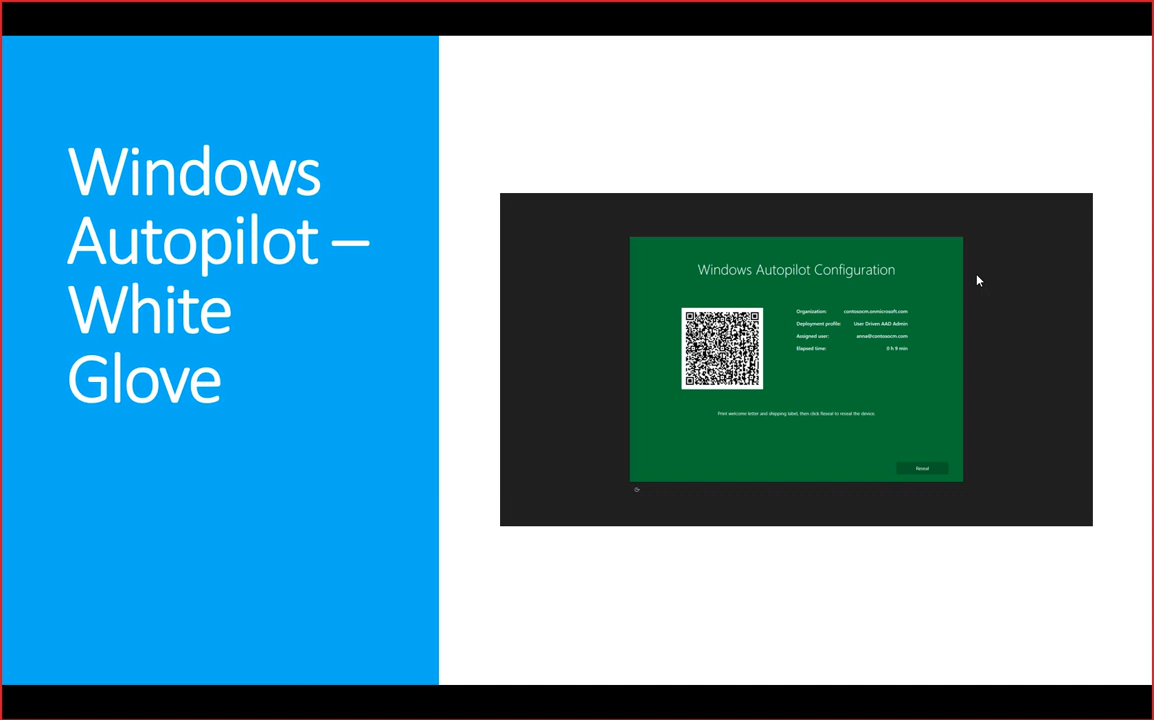 Windows
Autopilot –
White
Glove
Windows Autopilot Configuration
Organization: contosocm.onmicrosoft.com
Deployment profile: User Driven AAD Admin
Assigned user: anna@contosocm.com
Elapsed time: 0 h 9 min
Print welcome letter and shipping label, then click Reseal to reseal the device.
Reseal